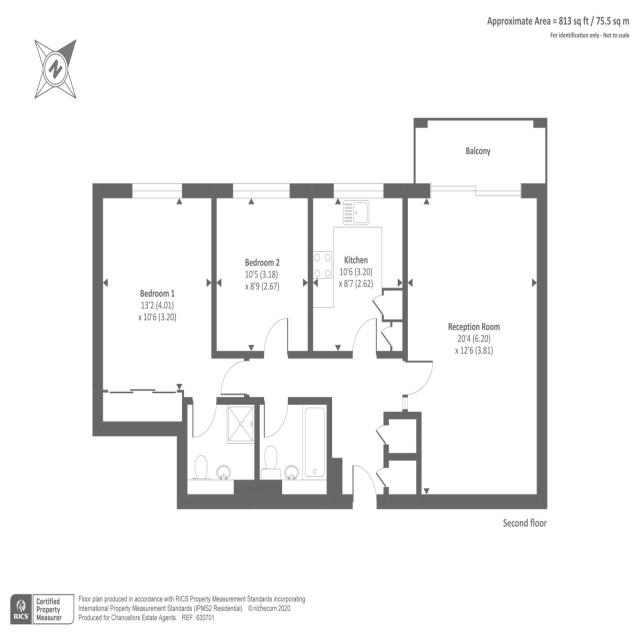 Approximate Area = 813 sq ft / 75.5 sq m
For identification only - Not to scale
N
Balcony
Bedroom 1
13'2 (4.01)
x 10'6 (3.20)
Bedroom 2
10'5 (3.18)
x 8'9 (2.67)
Kitchen
10'6 (3.20)
x 8'7 (2.62)
Reception Room
20'4 (6.20)
x 12'6 (3.81)
Second floor
RICS
Certified
Property
Measurer
Floor plan produced in accordance with RICS Property Measurement Standards incorporating
International Property Measurement Standards (IPMS2 Residential). © nichecom 2020.
Produced for Chancellors Estate Agents. REF: 630701